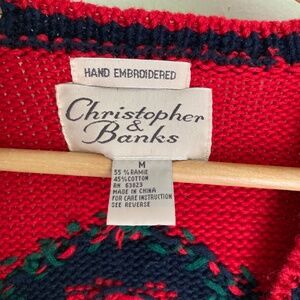 HAND EMBROIDERED
Christopher
&
Banks
M
55% RAMIE
45% COTTON
RN 63823
MADE IN CHINA
FOR CARE INSTRUCTION
SEE REVERSE